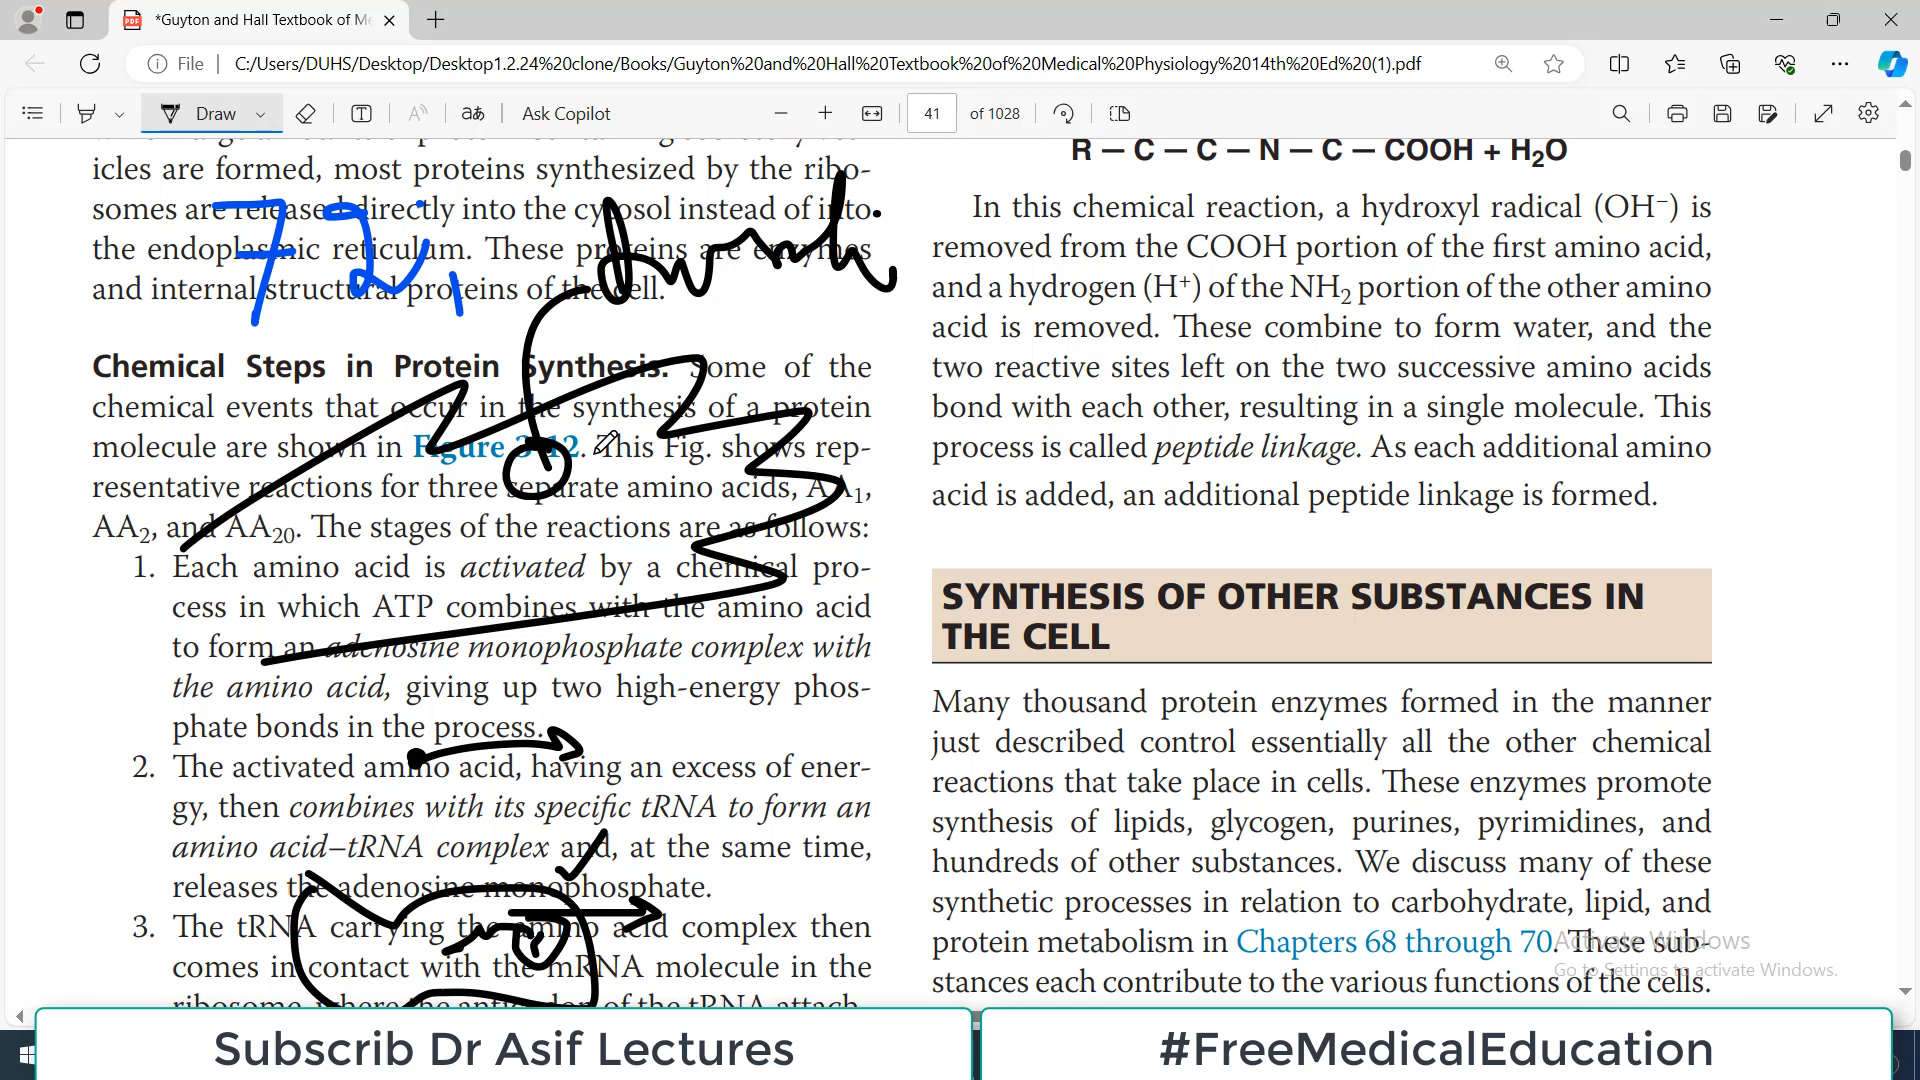 *Guyton and Hall Textbook of Me
File
C:/Users/DUHS/Desktop/Desktop1.2.24%20clone/Books/Guyton%20and%20Hall%20Textbook%20of%20Medical%20Physiology%2014th%20Ed%20(1).pdf
Draw
Ask Copilot
41 of 1028
icles are formed, most proteins synthesized by the ribo-
somes are released directly into the cytosol instead of into
the endoplasmic reticulum. These proteins are enzymes
and internal structural proteins of the cell.
Chemical Steps in Protein Synthesis. Some of the
chemical events that occur in the synthesis of a protein
molecule are shown in Figure 3-12. This Fig. shows rep-
resentative reactions for three separate amino acids, AA1,
AA2, and AA20. The stages of the reactions are as follows:
1. Each amino acid is activated by a chemical pro-
cess in which ATP combines with the amino acid
to form an adenosine monophosphate complex with
the amino acid, giving up two high-energy phos-
phate bonds in the process.
2. The activated amino acid, having an excess of ener-
gy, then combines with its specific tRNA to form an
amino acid–tRNA complex and, at the same time,
releases the adenosine monophosphate.
3. The tRNA carrying the amino acid complex then
comes in contact with the mRNA molecule in the
ribosome, where the anticodon of the tRNA attach-
R — C — C — N — C — COOH + H2O
In this chemical reaction, a hydroxyl radical (OH−) is
removed from the COOH portion of the first amino acid,
and a hydrogen (H+) of the NH2 portion of the other amino
acid is removed. These combine to form water, and the
two reactive sites left on the two successive amino acids
bond with each other, resulting in a single molecule. This
process is called peptide linkage. As each additional amino
acid is added, an additional peptide linkage is formed.
SYNTHESIS OF OTHER SUBSTANCES IN
THE CELL
Many thousand protein enzymes formed in the manner
just described control essentially all the other chemical
reactions that take place in cells. These enzymes promote
synthesis of lipids, glycogen, purines, pyrimidines, and
hundreds of other substances. We discuss many of these
synthetic processes in relation to carbohydrate, lipid, and
protein metabolism in Chapters 68 through 70. These sub-
stances each contribute to the various functions of the cells.
Activate Windows
Go to Settings to activate Windows.
Subscrib Dr Asif Lectures
#FreeMedicalEducation